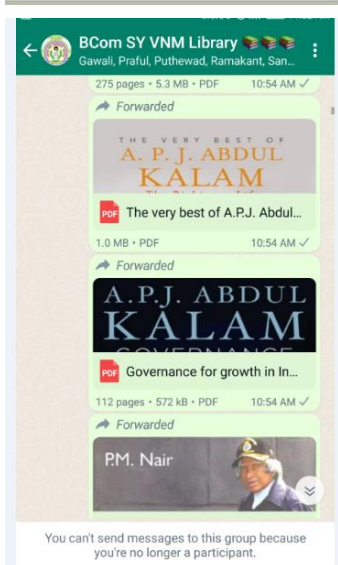 BCom SY VNM Library 📚📚📚
Gawali, Praful, Puthewad, Ramakant, San...
275 pages • 5.3 MB • PDF 10:54 AM ✓
Forwarded
THE VERY BEST OF
A. P. J. ABDUL
KALAM
PDF The very best of A.P.J. Abdul...
1.0 MB • PDF 10:54 AM ✓
Forwarded
A.P.J. ABDUL
KALAM
GOVERNANCE
PDF Governance for growth in In...
112 pages • 572 kB • PDF 10:54 AM ✓
Forwarded
P.M. Nair
You can't send messages to this group because
you're no longer a participant.